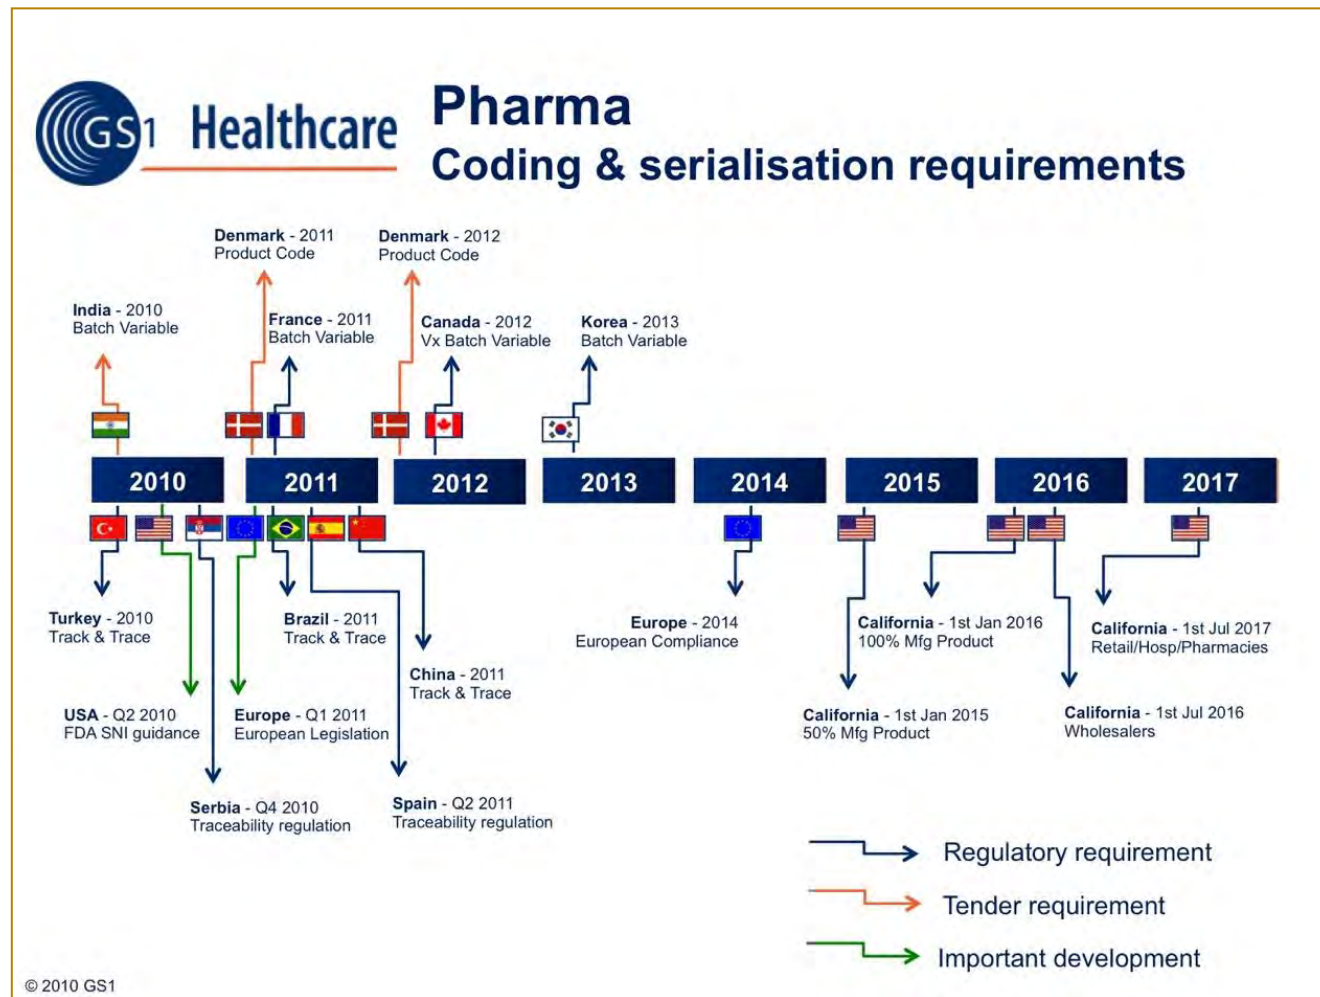 GS1 Healthcare
Pharma
Coding & serialisation requirements
Denmark - 2011
Product Code
Denmark - 2012
Product Code
India - 2010
Batch Variable
France - 2011
Batch Variable
Canada - 2012
Vx Batch Variable
Korea - 2013
Batch Variable
2010
2011
2012
2013
2014
2015
2016
2017
Turkey - 2010
Track & Trace
Brazil - 2011
Track & Trace
Europe - 2014
European Compliance
California - 1st Jan 2016
100% Mfg Product
California - 1st Jul 2017
Retail/Hosp/Pharmacies
China - 2011
Track & Trace
USA - Q2 2010
FDA SNI guidance
Europe - Q1 2011
European Legislation
California - 1st Jan 2015
50% Mfg Product
California - 1st Jul 2016
Wholesalers
Serbia - Q4 2010
Traceability regulation
Spain - Q2 2011
Traceability regulation
Regulatory requirement
Tender requirement
Important development
© 2010 GS1